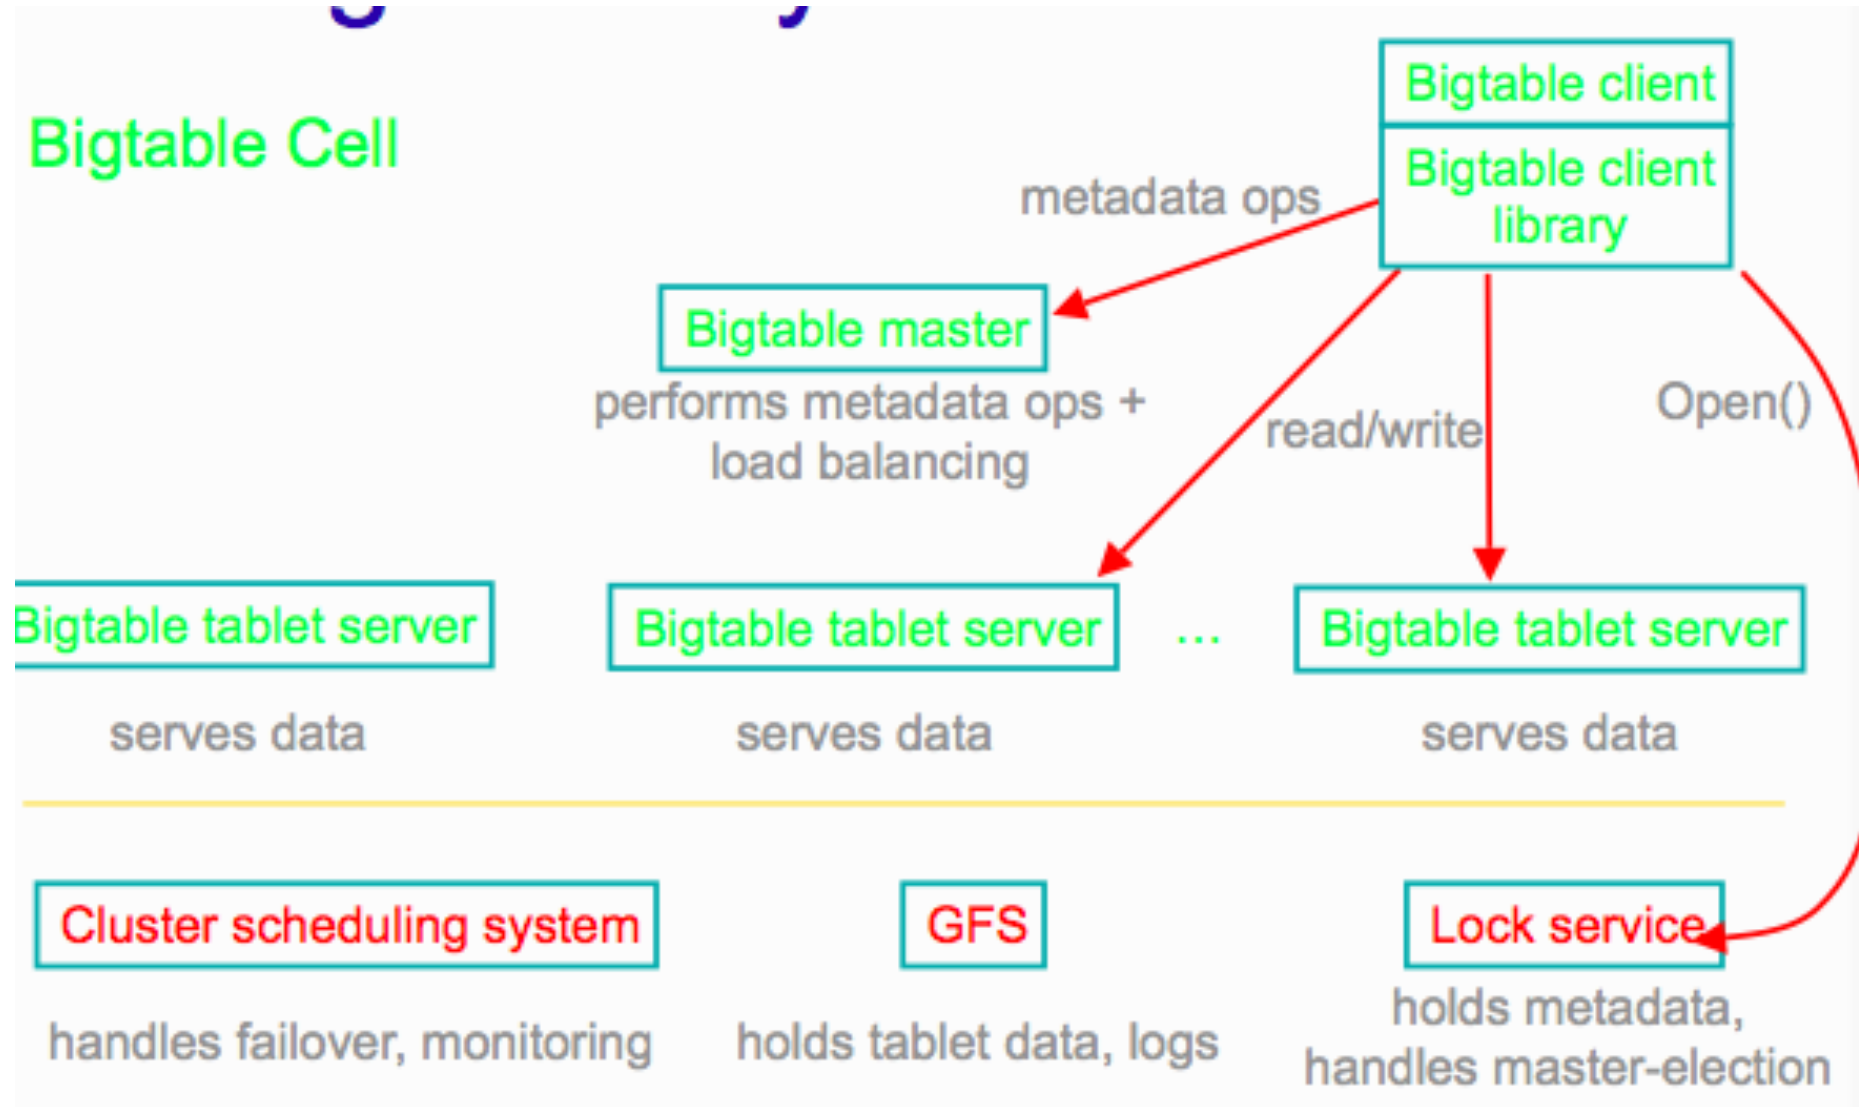 Bigtable Cell
Bigtable client
Bigtable client
library
metadata ops
Bigtable master
performs metadata ops +
load balancing
read/write
Open()
Bigtable tablet server
Bigtable tablet server
...
Bigtable tablet server
serves data
serves data
serves data
Cluster scheduling system
GFS
Lock service
handles failover, monitoring
holds tablet data, logs
holds metadata,
handles master-election